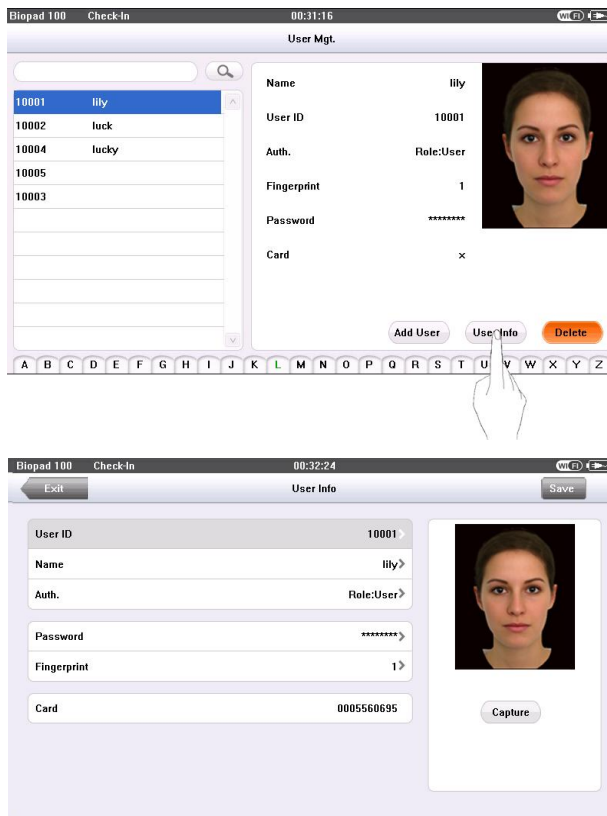 Biopad 100 Check-In 00:31:16 WiFi
User Mgt.
10001 lily
10002 luck
10004 lucky
10005
10003
Name lily
User ID 10001
Auth. Role:User
Fingerprint 1
Password ********
Card ×
Add User User Info Delete
A B C D E F G H I J K L M N O P Q R S T U V W X Y Z
Biopad 100 Check-In 00:32:24 WiFi
Exit User Info Save
User ID 10001
Name lily
Auth. Role:User
Password ********
Fingerprint 1
Card 0005560695
Capture